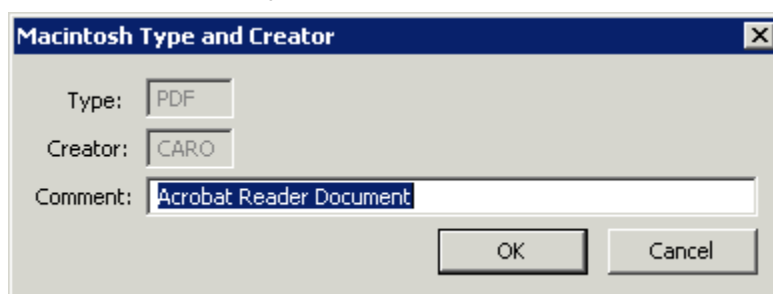 Macintosh Type and Creator
Type: PDF
Creator: CARO
Comment: Acrobat Reader Document
OK Cancel